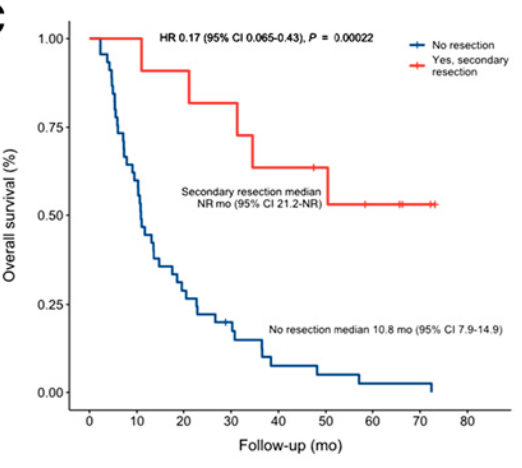 C
HR 0.17 (95% CI 0.065-0.43), P = 0.00022
No resection
Yes, secondary
resection
Overall survival (%)
1.00
0.75
0.50
0.25
0.00
Secondary resection median
NR mo (95% CI 21.2-NR)
No resection median 10.8 mo (95% CI 7.9-14.9)
0 10 20 30 40 50 60 70 80
Follow-up (mo)